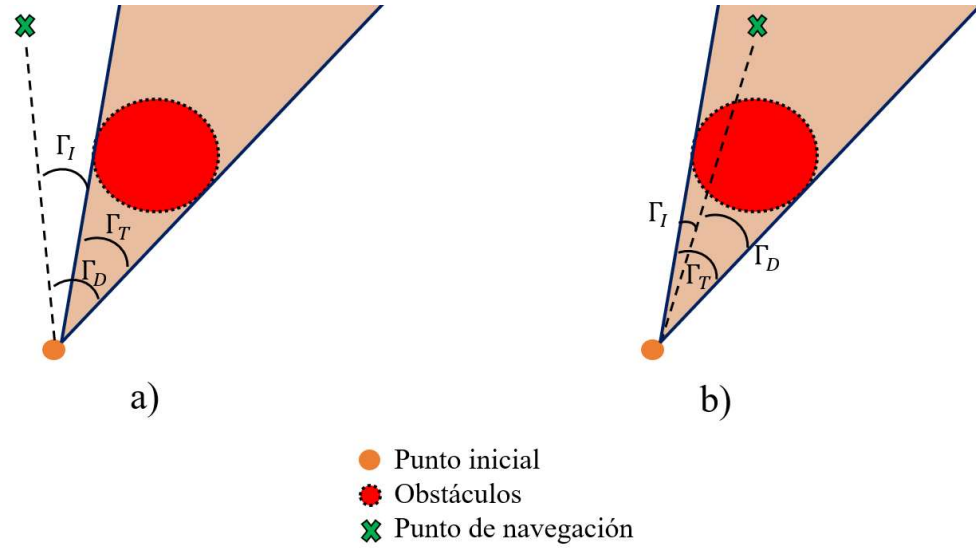 Γ_I
Γ_T
Γ_D
a)
Γ_I
Γ_D
Γ_T
b)
Punto inicial
Obstáculos
Punto de navegación